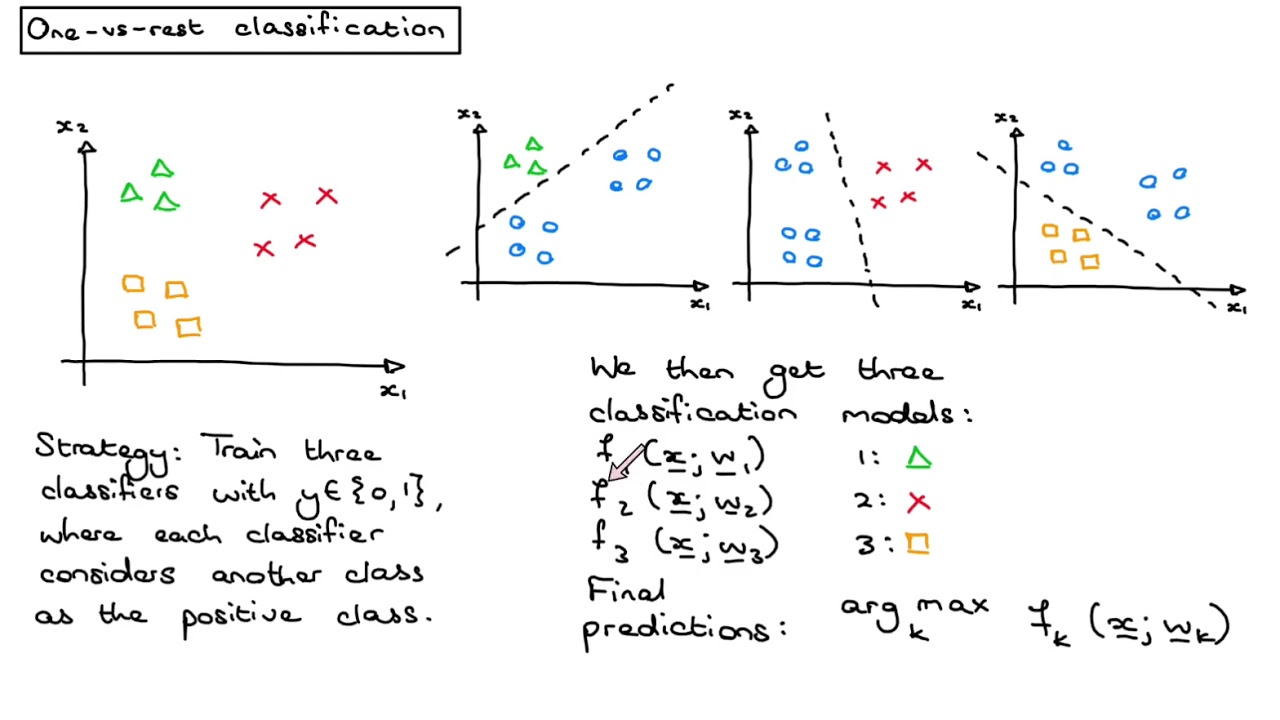 One-vs-rest classification
x₂
x₁
x₂
x₁
x₂
x₁
x₂
x₁
Strategy: Train three
classifiers with y∈{0,1},
where each classifier
considers another class
as the positive class.
We then get three
classification models:
f₁(x; w₁) 1: △
f₂(x; w₂) 2: ×
f₃(x; w₃) 3: □
Final
predictions: arg max f_k (x; w_k)
k